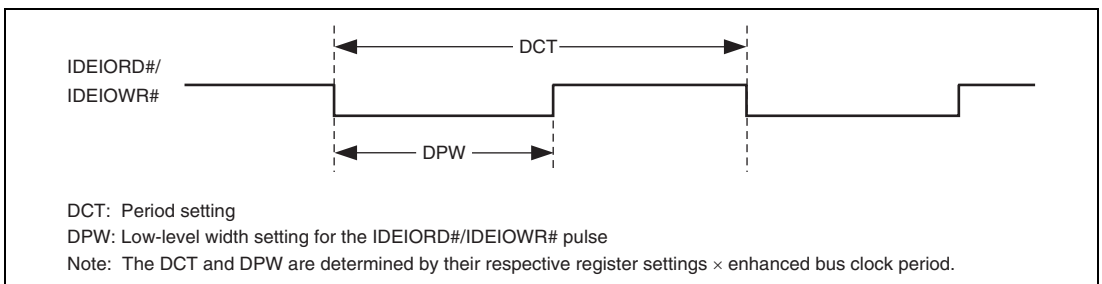 DCT
IDEIORD#/
IDEIOWR#
DPW
DCT: Period setting
DPW: Low-level width setting for the IDEIORD#/IDEIOWR# pulse
Note: The DCT and DPW are determined by their respective register settings × enhanced bus clock period.